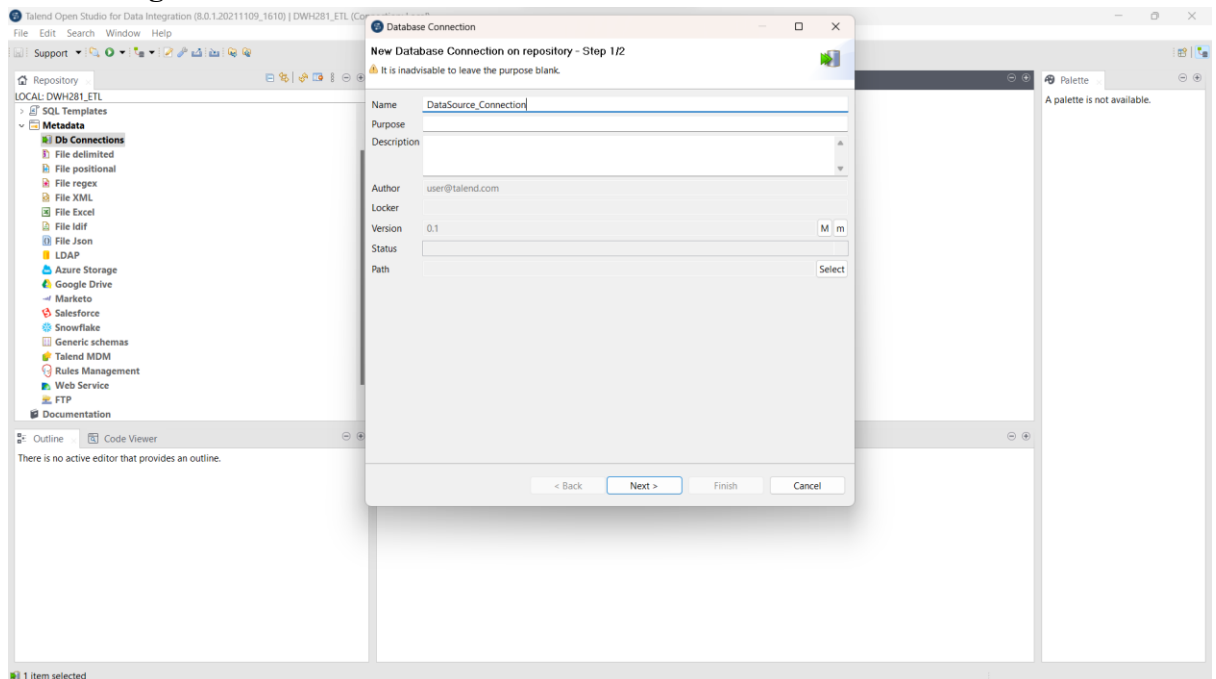 Talend Open Studio for Data Integration (8.0.1.20211109_1610) | DWH281_ETL (Co
File Edit Search Window Help
Support
Repository
LOCAL: DWH281_ETL
SQL Templates
Metadata
Db Connections
File delimited
File positional
File regex
File XML
File Excel
File ldif
File Json
LDAP
Azure Storage
Google Drive
Marketo
Salesforce
Snowflake
Generic schemas
Talend MDM
Rules Management
Web Service
FTP
Documentation
Outline Code Viewer
There is no active editor that provides an outline.
1 item selected
Database Connection
New Database Connection on repository - Step 1/2
It is inadvisable to leave the purpose blank.
Name DataSource_Connection
Purpose
Description
Author user@talend.com
Locker
Version 0.1 M m
Status
Path Select
< Back Next > Finish Cancel
Palette
A palette is not available.